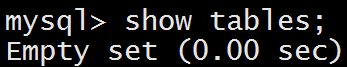 mysql> show tables;
Empty set (0.00 sec)